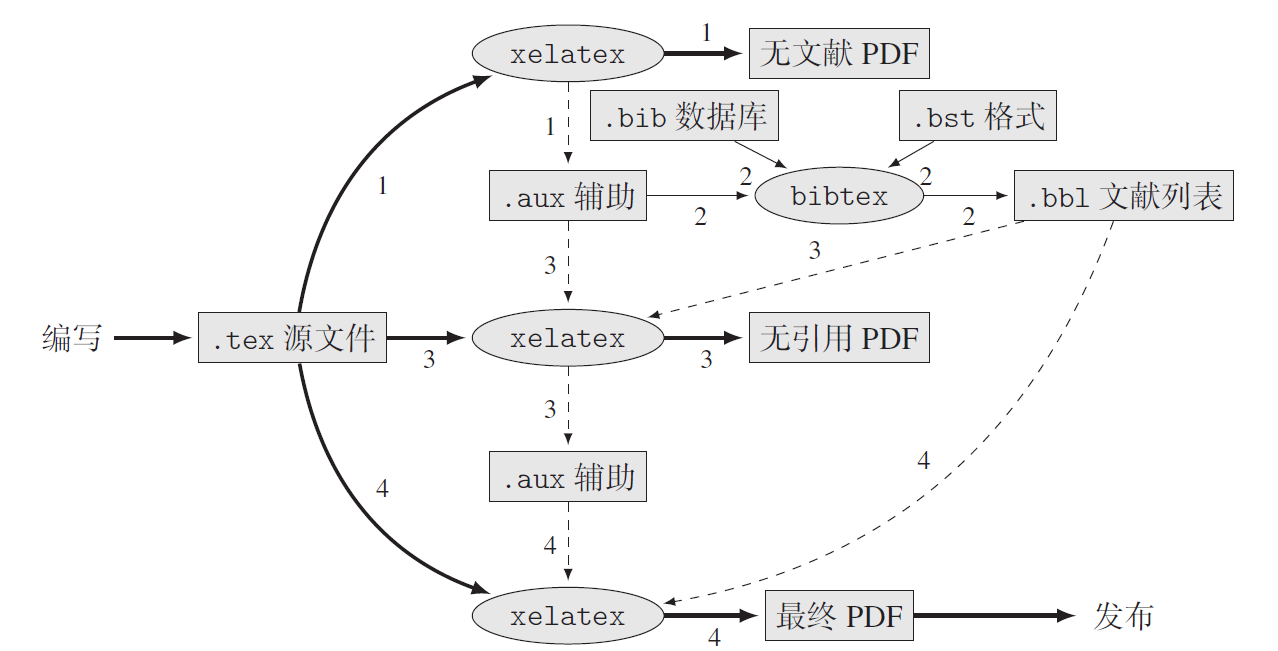 1
xelatex
无文献 PDF
.bib 数据库
.bst 格式
1
1
2
2
.aux 辅助
bibtex
.bbl 文献列表
2
2
3
3
编写
.tex 源文件
xelatex
无引用 PDF
3
3
3
4
4
.aux 辅助
4
xelatex
最终 PDF
发布
4